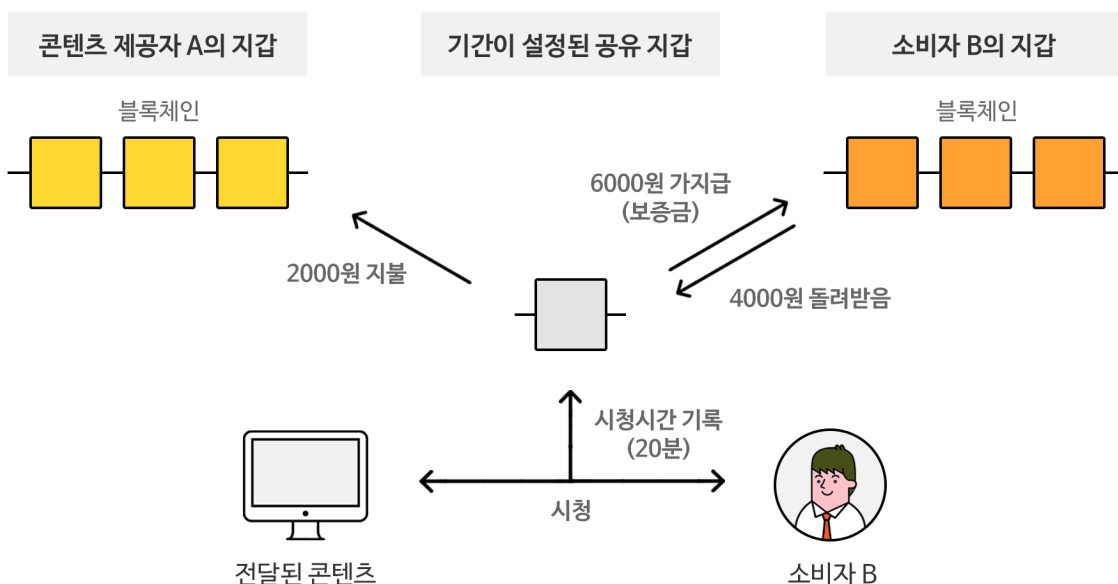 콘텐츠 제공자 A의 지갑
기간이 설정된 공유 지갑
소비자 B의 지갑
블록체인
블록체인
6000원 가지급
(보증금)
2000원 지불
4000원 돌려받음
시청시간 기록
(20분)
시청
전달된 콘텐츠
소비자 B